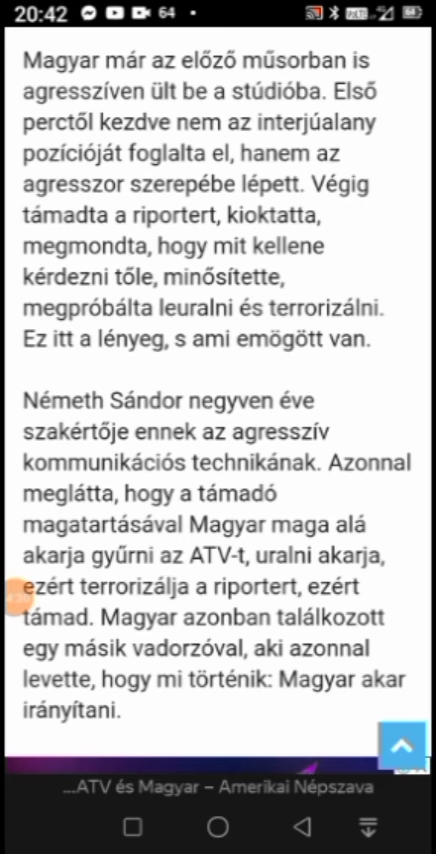 20:42 64
Magyar már az előző műsorban is
agresszíven ült be a stúdióba. Első
perctől kezdve nem az interjúalany
pozícióját foglalta el, hanem az
agresszor szerepébe lépett. Végig
támadta a riportert, kioktatta,
megmondta, hogy mit kellene
kérdezni tőle, minősítette,
megpróbálta leuralni és terrorizálni.
Ez itt a lényeg, s ami emögött van.
Németh Sándor negyven éve
szakértője ennek az agresszív
kommunikációs technikának. Azonnal
meglátta, hogy a támadó
magatartásával Magyar maga alá
akarja gyűrni az ATV-t, uralni akarja,
ezért terrorizálja a riportert, ezért
támad. Magyar azonban találkozott
egy másik vadorzóval, aki azonnal
levette, hogy mi történik: Magyar akar
irányítani.
...ATV és Magyar – Amerikai Népszava